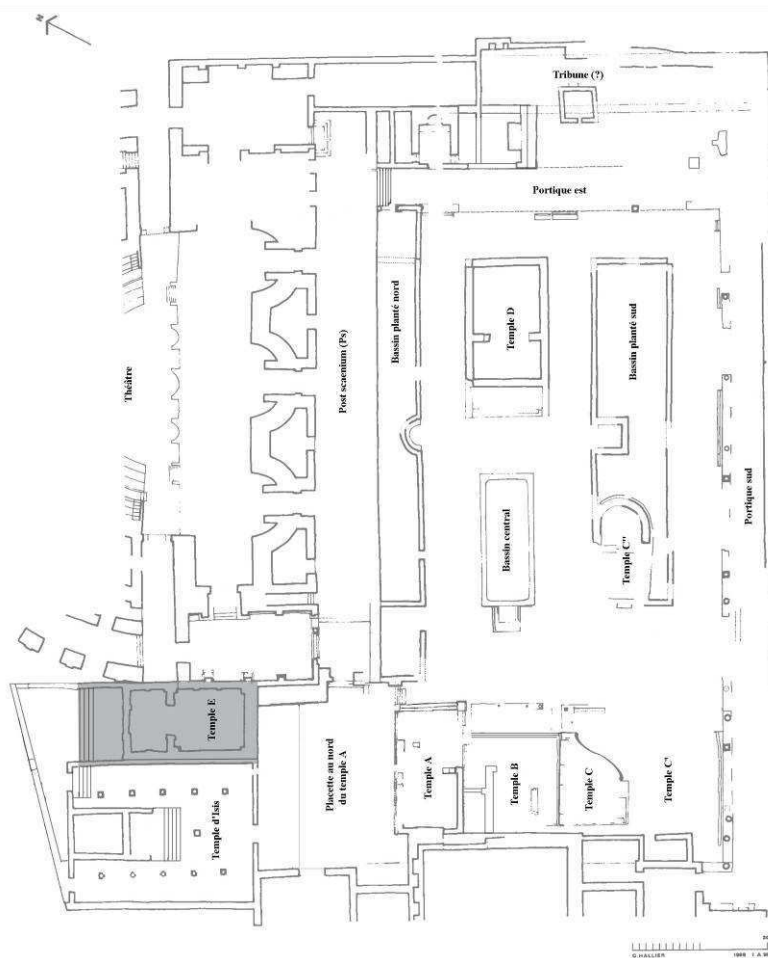 N
Tribune (?)
Portique est
Théâtre
Post scaenium (Ps)
Bassin planté nord
Temple D
Bassin planté sud
Portique sud
Bassin central
Temple C''
Temple E
Temple d'Isis
Placette au nord
du temple A
Temple A
Temple B
Temple C
Temple C'
G. HALLIER